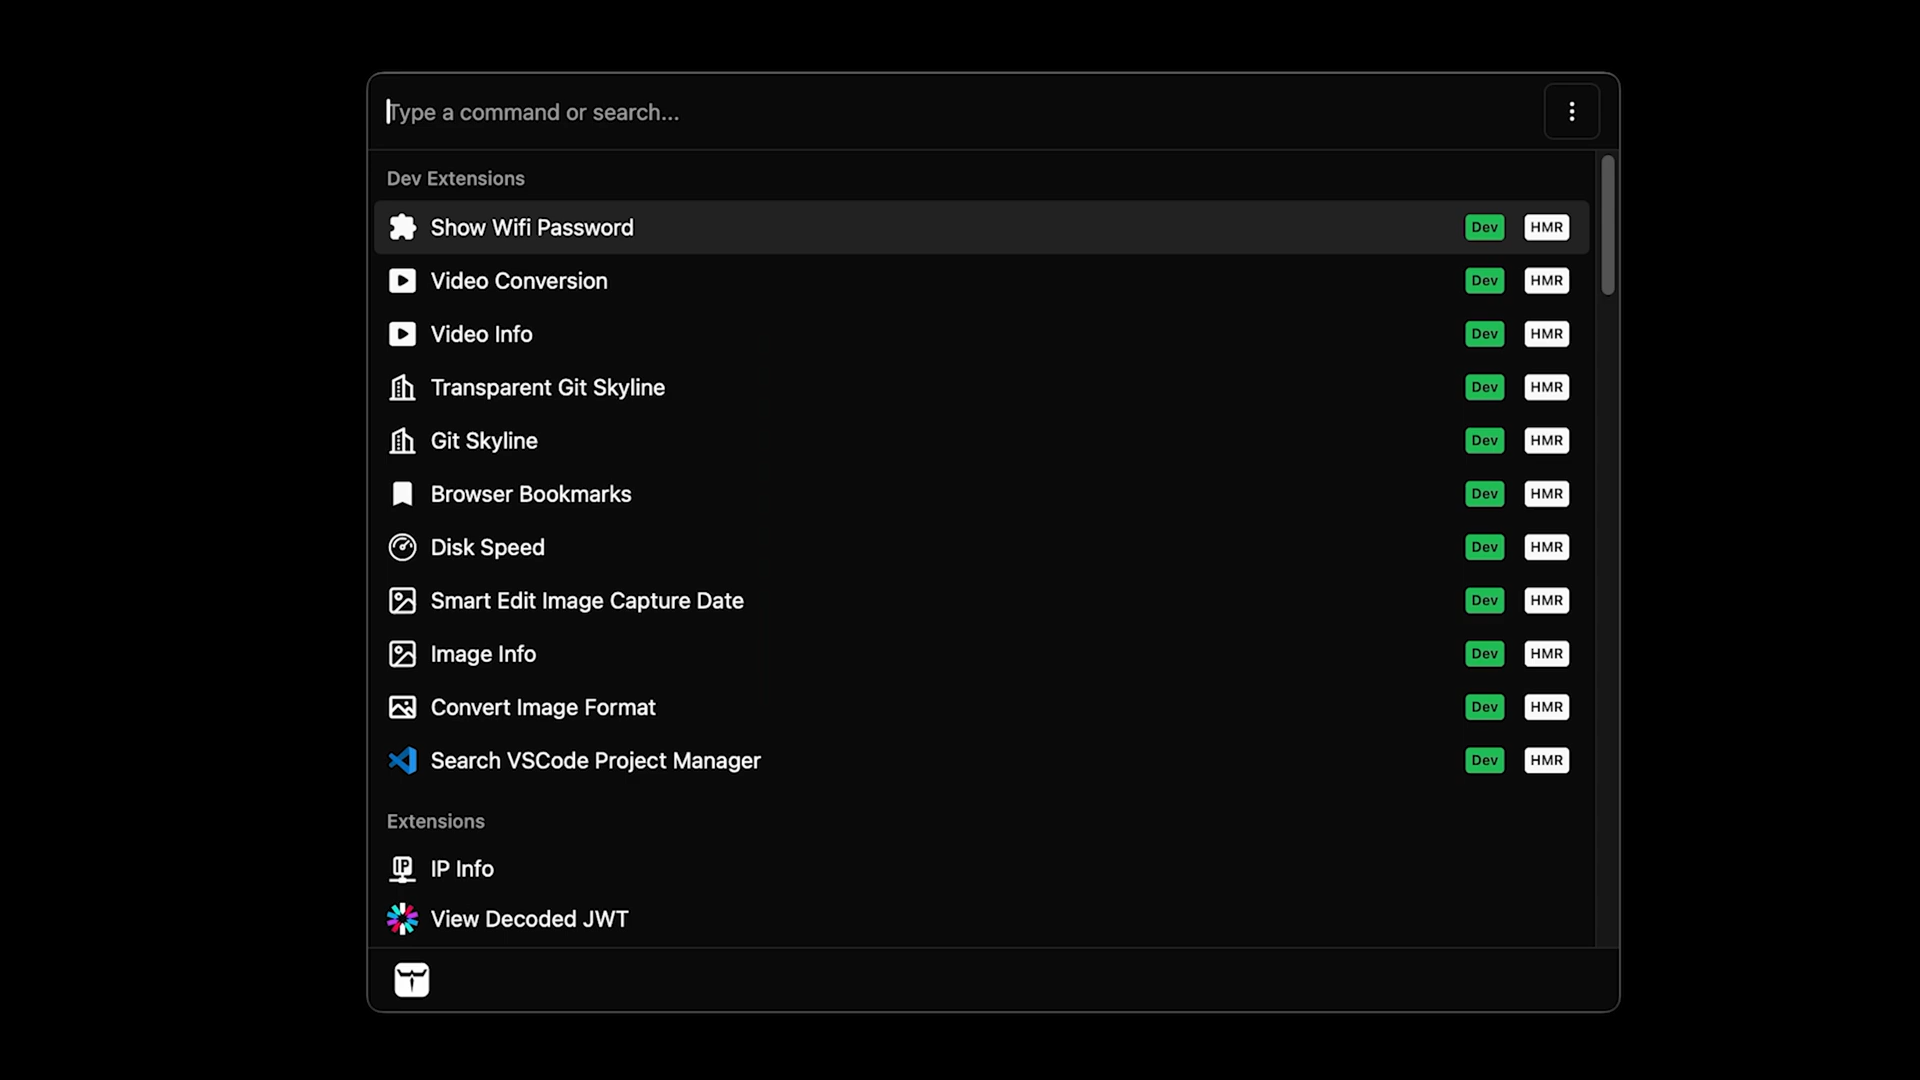 Type a command or search...
Dev Extensions
Show Wifi Password Dev HMR
Video Conversion Dev HMR
Video Info Dev HMR
Transparent Git Skyline Dev HMR
Git Skyline Dev HMR
Browser Bookmarks Dev HMR
Disk Speed Dev HMR
Smart Edit Image Capture Date Dev HMR
Image Info Dev HMR
Convert Image Format Dev HMR
Search VSCode Project Manager Dev HMR
Extensions
IP IP Info
View Decoded JWT